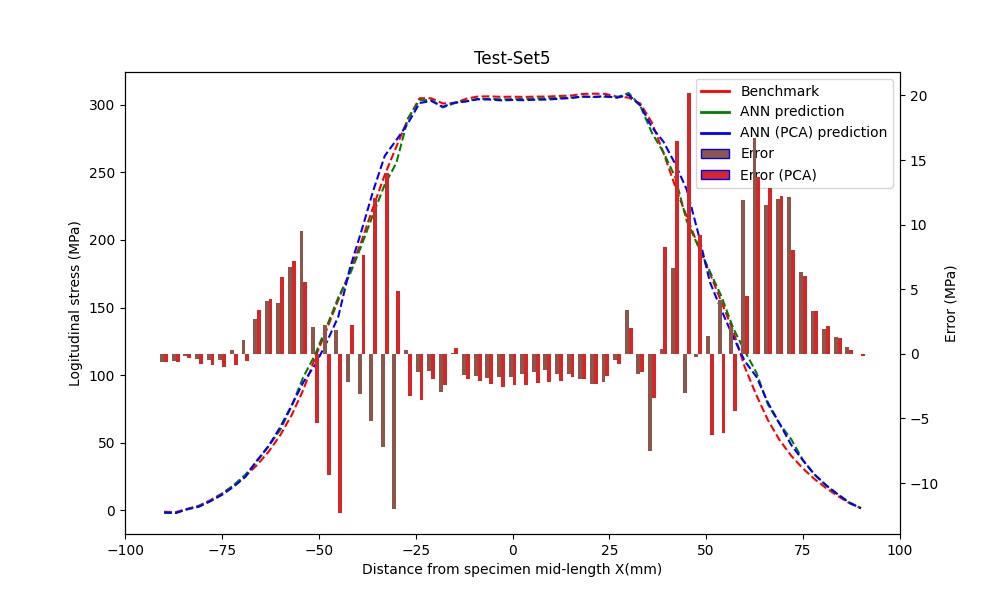 Test-Set5
Logitudinal stress (MPa)
300
250
200
150
100
50
0
Benchmark
ANN prediction
ANN (PCA) prediction
Error
Error (PCA)
20
15
10
5
0
−5
−10
Error (MPa)
−100 −75 −50 −25 0 25 50 75 100
Distance from specimen mid-length X(mm)